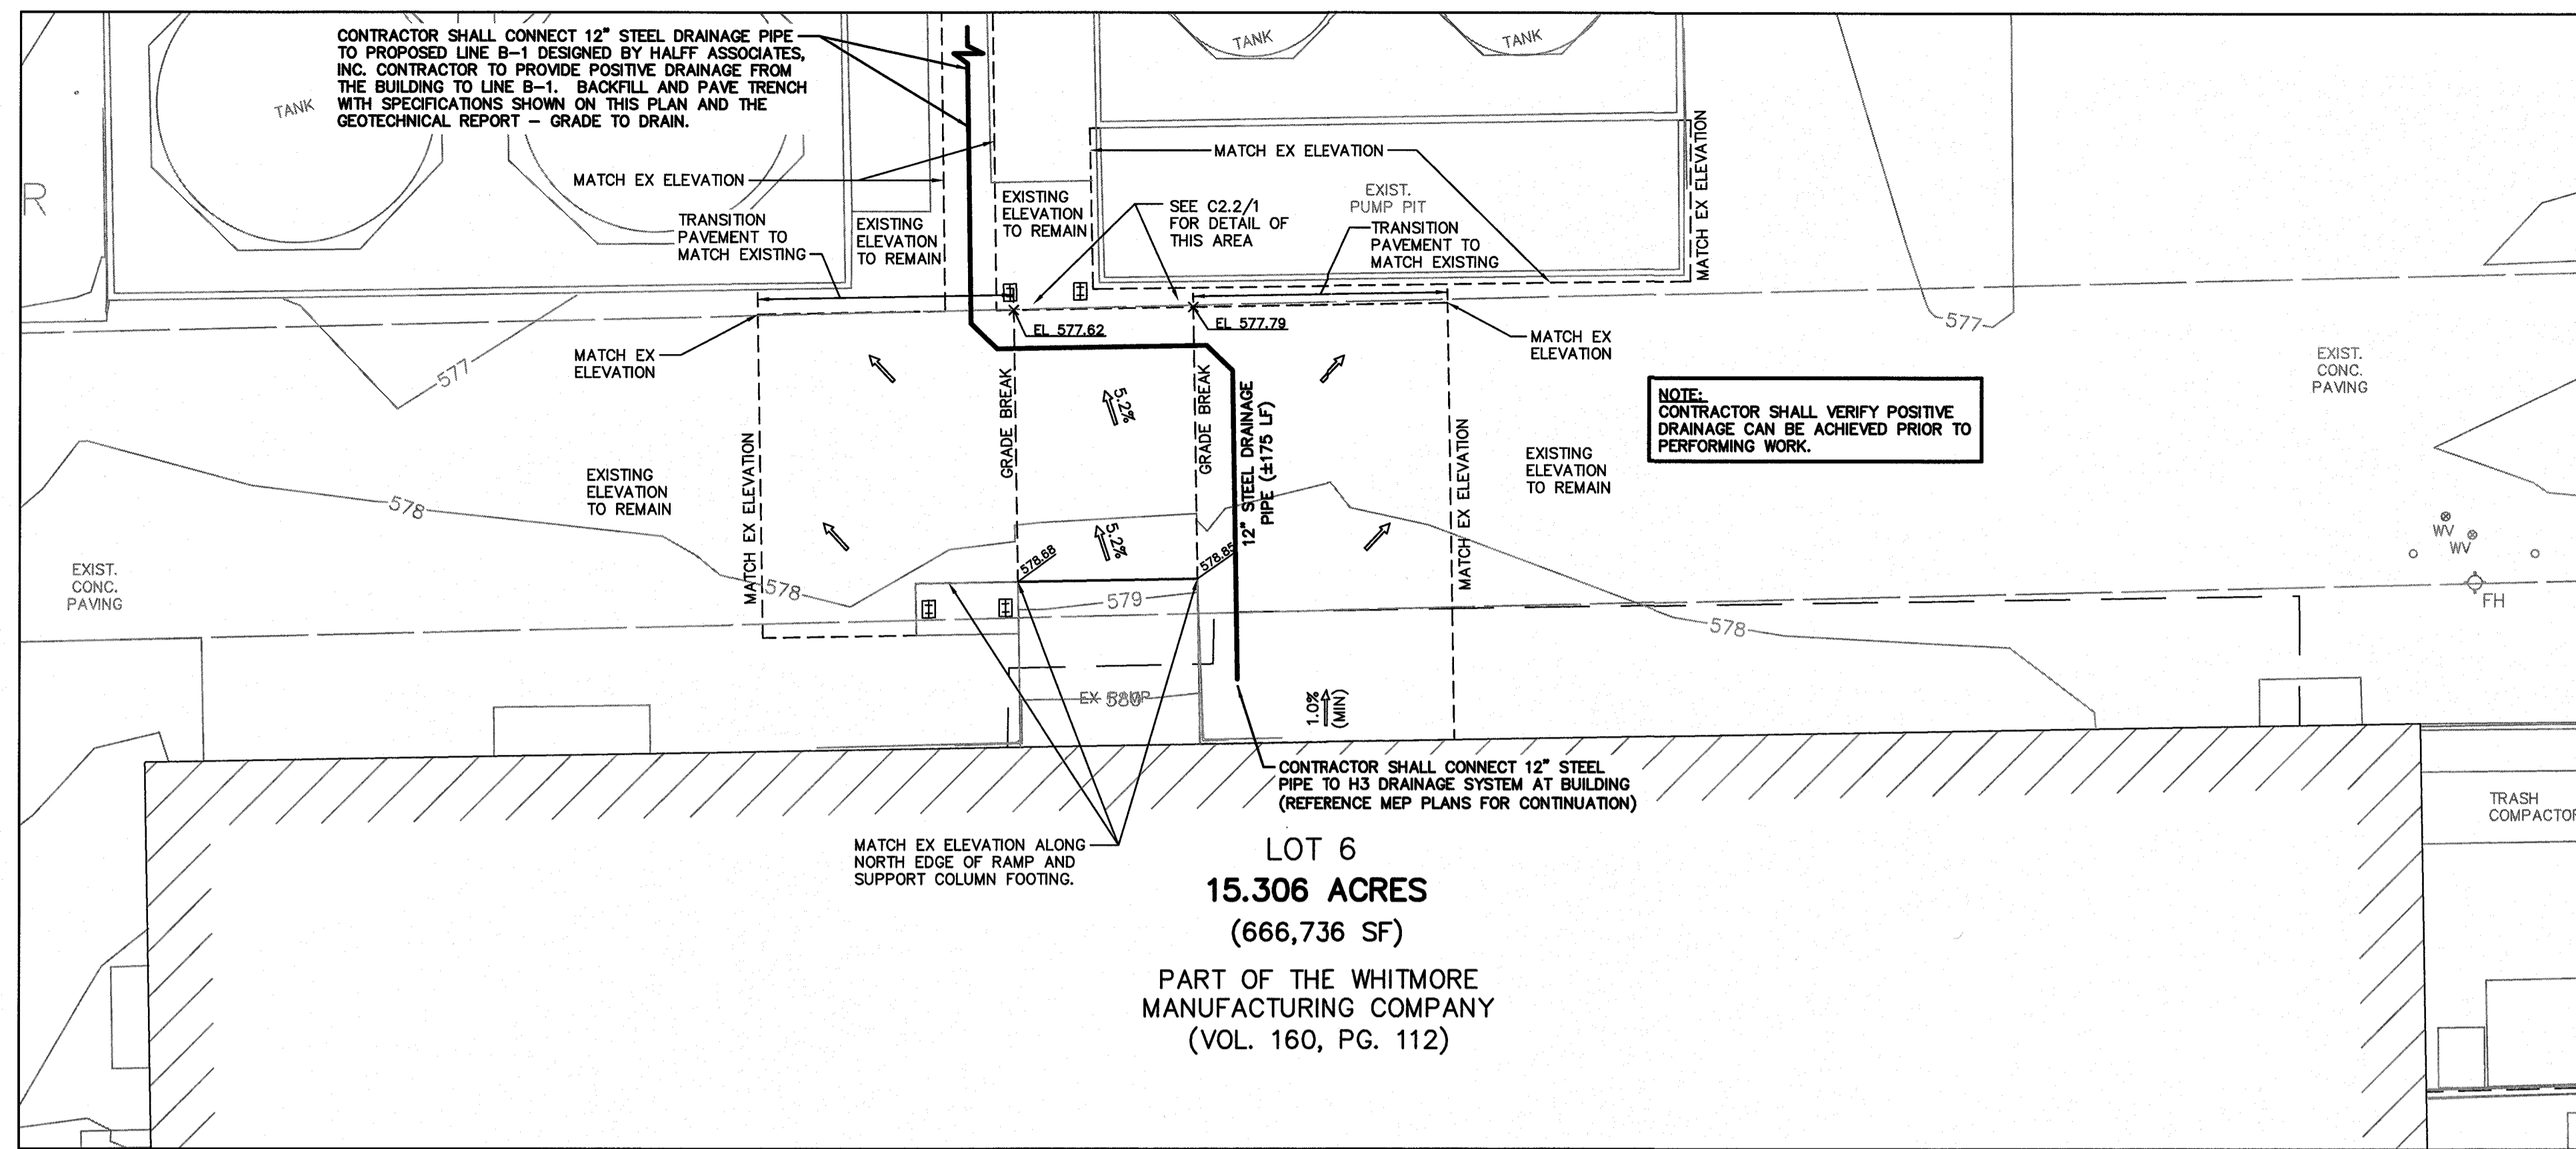 CONTRACTOR SHALL CONNECT 12" STEEL DRAINAGE PIPE
TO PROPOSED LINE B-1 DESIGNED BY HALFF ASSOCIATES,
INC. CONTRACTOR TO PROVIDE POSITIVE DRAINAGE FROM
THE BUILDING TO LINE B-1. BACKFILL AND PAVE TRENCH
WITH SPECIFICATIONS SHOWN ON THIS PLAN AND THE
GEOTECHNICAL REPORT – GRADE TO DRAIN.
TANK
TANK
TANK
R
MATCH EX ELEVATION
MATCH EX ELEVATION
MATCH EX ELEVATION
TRANSITION
PAVEMENT TO
MATCH EXISTING
EXISTING
ELEVATION
TO REMAIN
EXISTING
ELEVATION
TO REMAIN
SEE C2.2/1
FOR DETAIL OF
THIS AREA
EXIST.
PUMP PIT
TRANSITION
PAVEMENT TO
MATCH EXISTING
EL 577.62
EL 577.79
577
577
MATCH EX
ELEVATION
MATCH EX
ELEVATION
EXIST.
CONC.
PAVING
GRADE BREAK
5.2%
GRADE BREAK
12" STEEL DRAINAGE
PIPE (±175 LF)
NOTE:
CONTRACTOR SHALL VERIFY POSITIVE
DRAINAGE CAN BE ACHIEVED PRIOR TO
PERFORMING WORK.
MATCH EX ELEVATION
MATCH EX ELEVATION
EXISTING
ELEVATION
TO REMAIN
EXISTING
ELEVATION
TO REMAIN
578
5.2%
578.68
578.85
WV
WV
FH
EXIST.
CONC.
PAVING
578
579
578
EX RAMP
580
1.0%
(MIN)
CONTRACTOR SHALL CONNECT 12" STEEL
PIPE TO H3 DRAINAGE SYSTEM AT BUILDING
(REFERENCE MEP PLANS FOR CONTINUATION)
TRASH
COMPACTOR
MATCH EX ELEVATION ALONG
NORTH EDGE OF RAMP AND
SUPPORT COLUMN FOOTING.
LOT 6
15.306 ACRES
(666,736 SF)
PART OF THE WHITMORE
MANUFACTURING COMPANY
(VOL. 160, PG. 112)